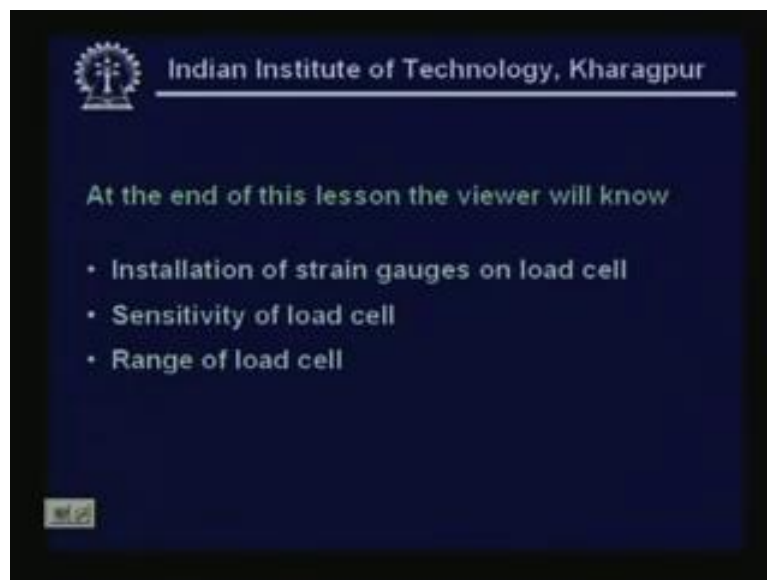 Indian Institute of Technology, Kharagpur
At the end of this lesson the viewer will know
• Installation of strain gauges on load cell
• Sensitivity of load cell
• Range of load cell